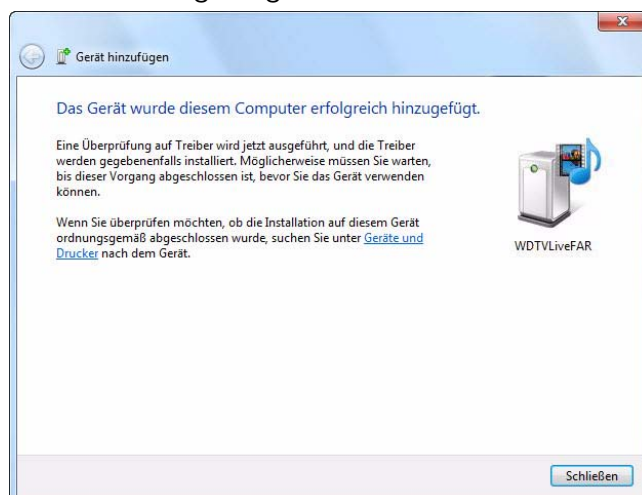 Gerät hinzufügen
Das Gerät wurde diesem Computer erfolgreich hinzugefügt.
Eine Überprüfung auf Treiber wird jetzt ausgeführt, und die Treiber
werden gegebenenfalls installiert. Möglicherweise müssen Sie warten,
bis dieser Vorgang abgeschlossen ist, bevor Sie das Gerät verwenden
können.
Wenn Sie überprüfen möchten, ob die Installation auf diesem Gerät
ordnungsgemäß abgeschlossen wurde, suchen Sie unter Geräte und
Drucker nach dem Gerät.
WDTVLiveFAR
Schließen